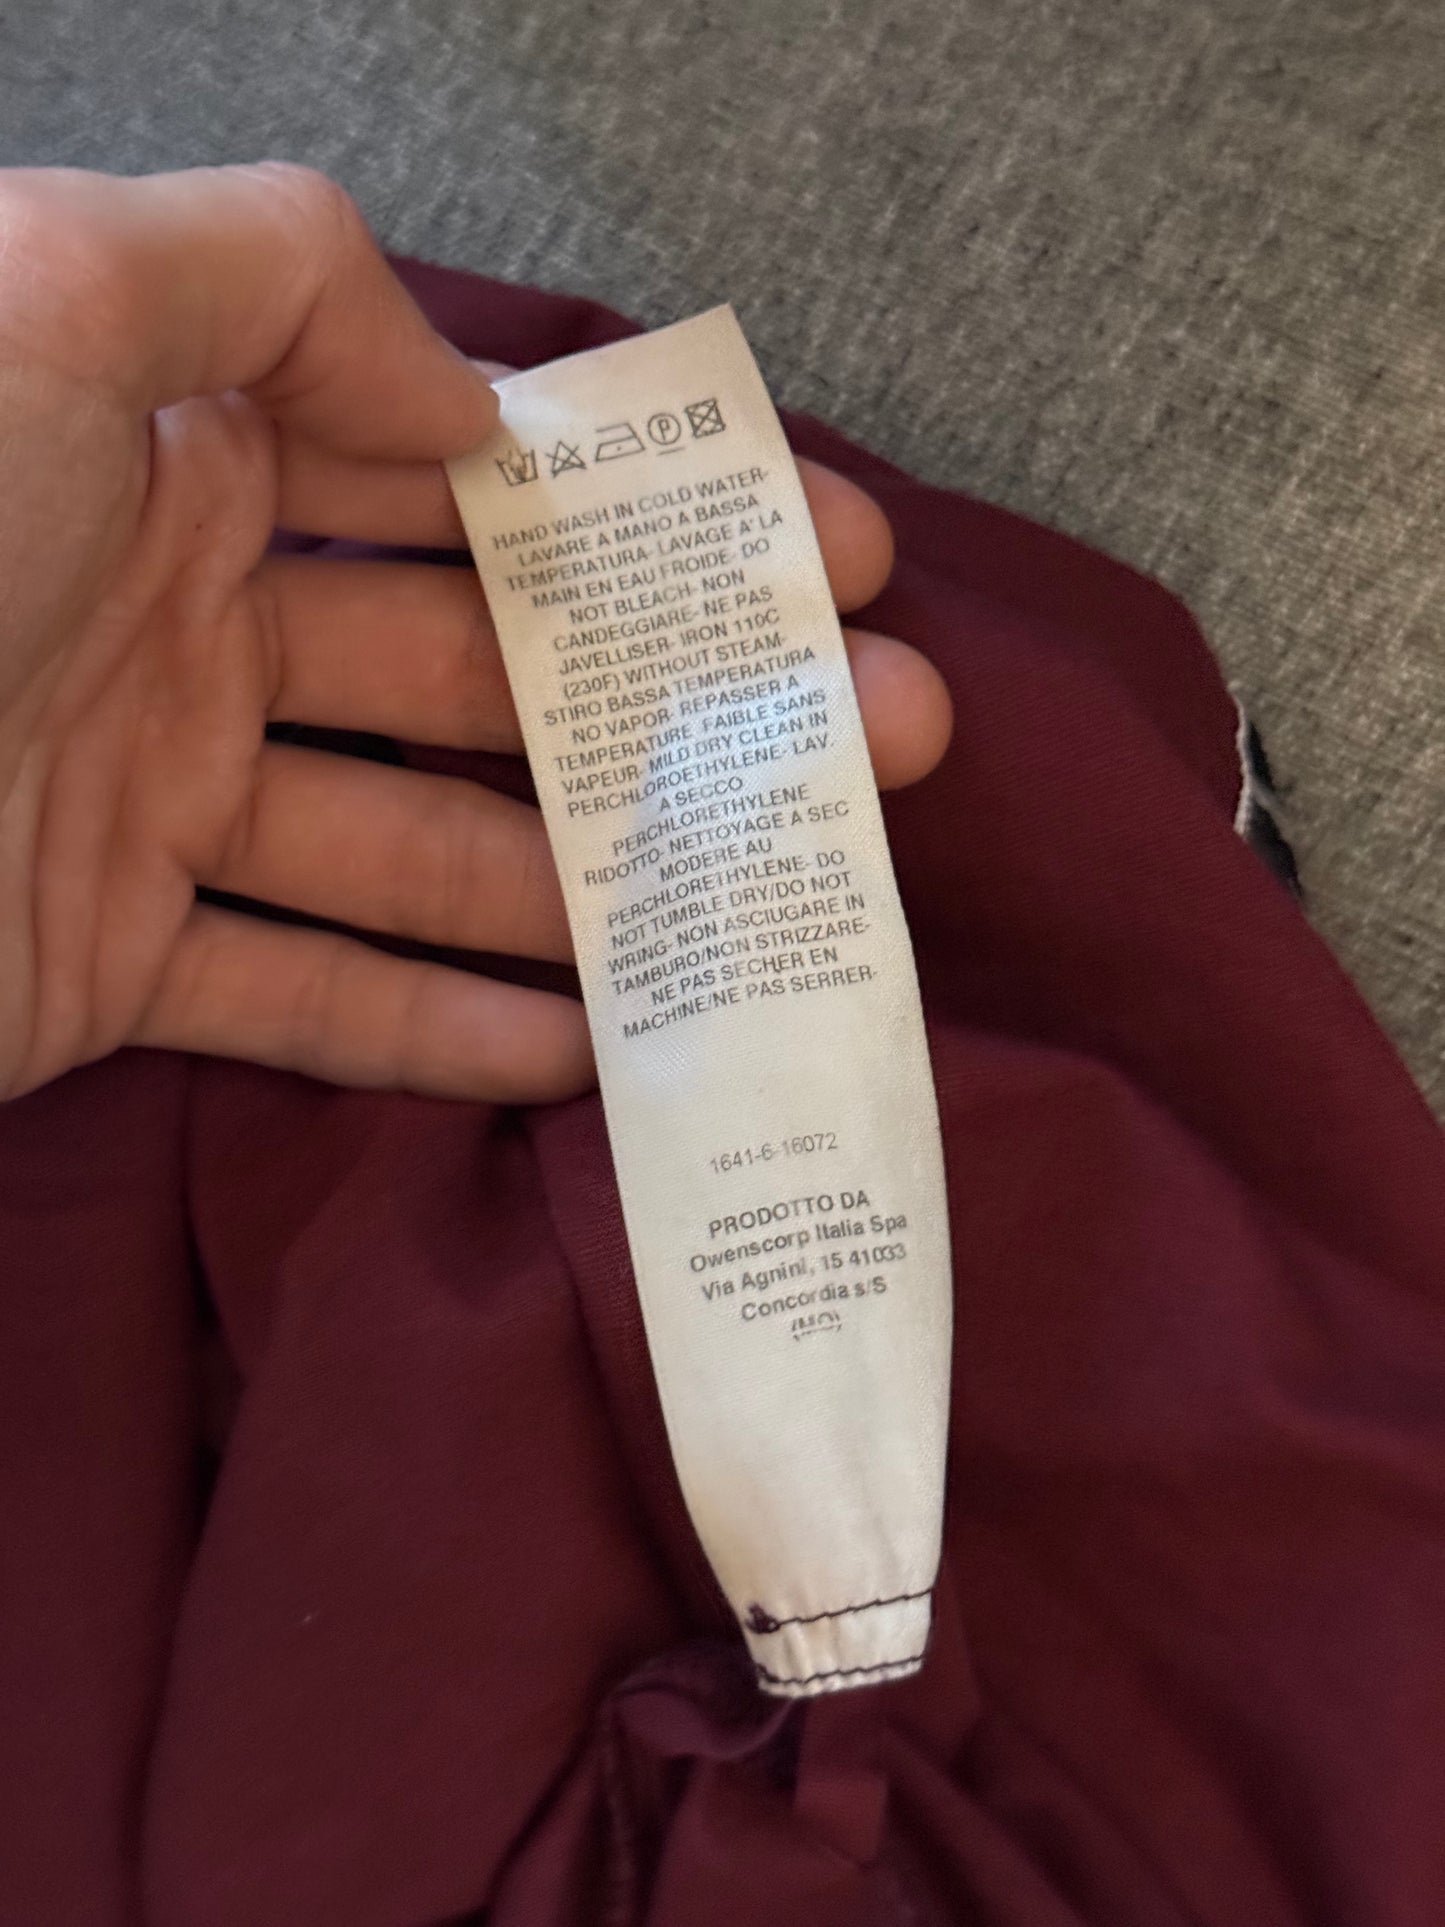 P
HAND WASH IN COLD WATER-
LAVARE A MANO A BASSA
TEMPERATURA- LAVAGE A' LA
MAIN EN EAU FROIDE- DO
NOT BLEACH- NON
CANDEGGIARE- NE PAS
JAVELLISER- IRON 110C
(230F) WITHOUT STEAM-
STIRO BASSA TEMPERATURA
NO VAPOR- REPASSER A
TEMPERATURE FAIBLE SANS
VAPEUR- MILD DRY CLEAN IN
PERCHLOROETHYLENE- LAV.
A SECCO
PERCHLORETHYLENE
RIDOTTO- NETTOYAGE A SEC
MODERE AU
PERCHLORETHYLENE- DO
NOT TUMBLE DRY/DO NOT
WRING- NON ASCIUGARE IN
TAMBURO/NON STRIZZARE-
NE PAS SECHER EN
MACHINE/NE PAS SERRER-
1641-6-16072
PRODOTTO DA
Owenscorp Italia Spa
Via Agnini, 15 41033
Concordia s/S
(MO)